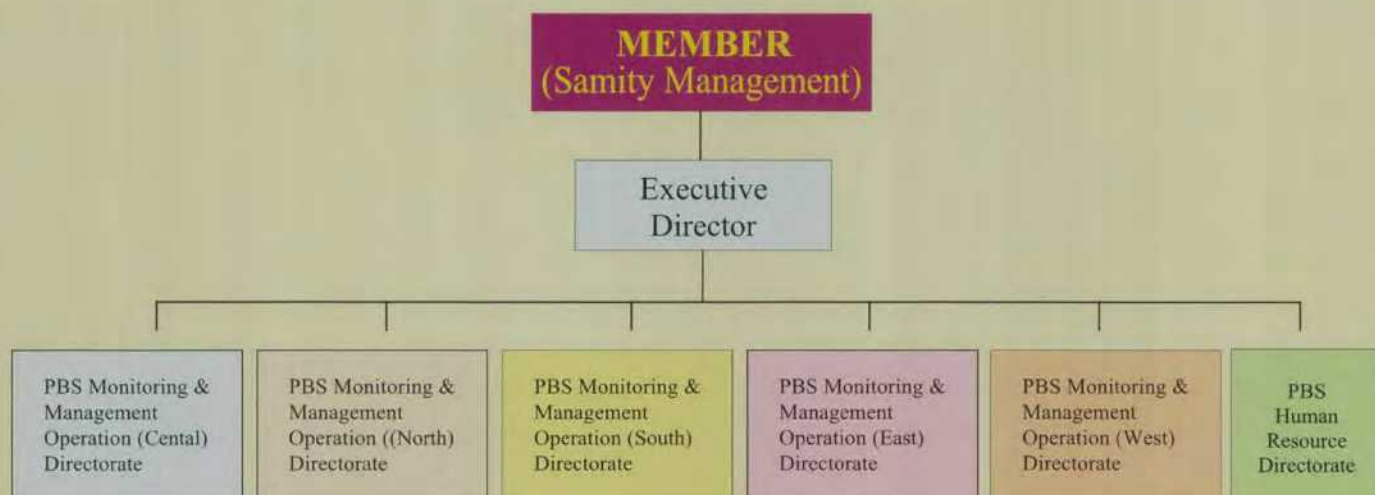 MEMBER
(Samity Management)
Executive
Director
PBS Monitoring &
Management
Operation (Cental)
Directorate
PBS Monitoring &
Management
Operation ((North)
Directorate
PBS Monitoring &
Management
Operation (South)
Directorate
PBS Monitoring &
Management
Operation (East)
Directorate
PBS Monitoring &
Management
Operation (West)
Directorate
PBS
Human
Resource
Directorate